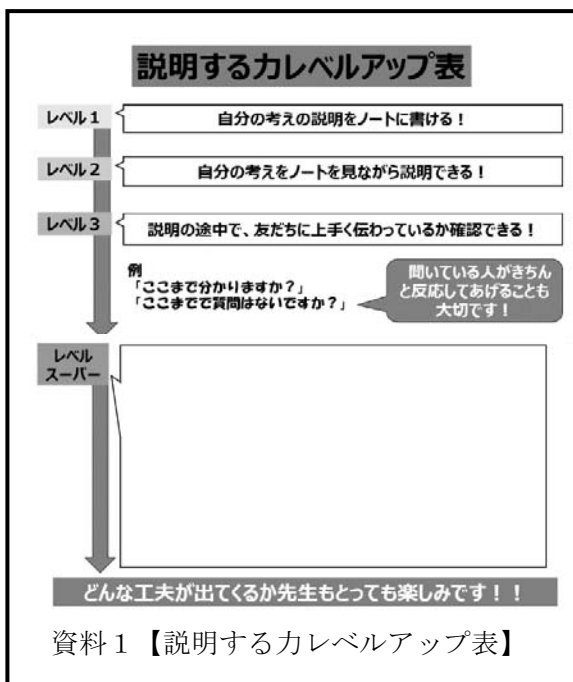 説明する力レベルアップ表
レベル１
自分の考えの説明をノートに書ける！
レベル２
自分の考えをノートを見ながら説明できる！
レベル３
説明の途中で、友だちに上手く伝わっているか確認できる！
例
「ここまで分かりますか？」
「ここまでで質問はないですか？」
聞いている人がきちん
と反応してあげることも
大切です！
レベル
スーパー
どんな工夫が出てくるか先生もとっても楽しみです！！
資料１【説明する力レベルアップ表】